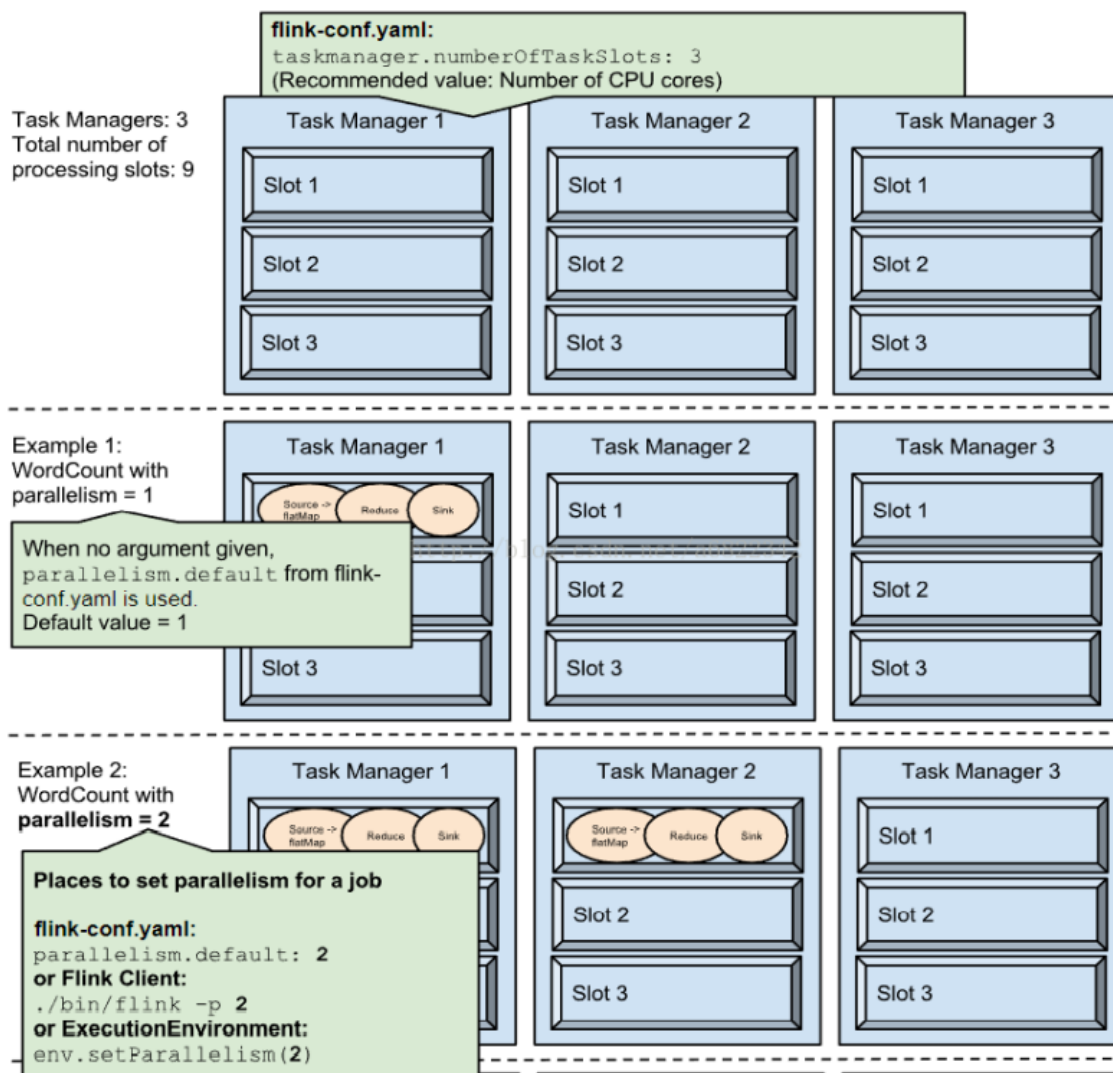 flink-conf.yaml:
taskmanager.numberOfTaskSlots: 3
(Recommended value: Number of CPU cores)
Task Managers: 3
Total number of
processing slots: 9
Task Manager 1
Slot 1
Slot 2
Slot 3
Task Manager 2
Slot 1
Slot 2
Slot 3
Task Manager 3
Slot 1
Slot 2
Slot 3
Example 1:
WordCount with
parallelism = 1
When no argument given,
parallelism.default from flink-
conf.yaml is used.
Default value = 1
Task Manager 1
Source ->
flatMap
Reduce
Sink
Slot 3
Task Manager 2
Slot 1
Slot 2
Slot 3
Task Manager 3
Slot 1
Slot 2
Slot 3
Example 2:
WordCount with
parallelism = 2
Places to set parallelism for a job
flink-conf.yaml:
parallelism.default: 2
or Flink Client:
./bin/flink -p 2
or ExecutionEnvironment:
env.setParallelism(2)
Task Manager 1
Source ->
flatMap
Reduce
Sink
Task Manager 2
Source ->
flatMap
Reduce
Sink
Slot 2
Slot 3
Task Manager 3
Slot 1
Slot 2
Slot 3